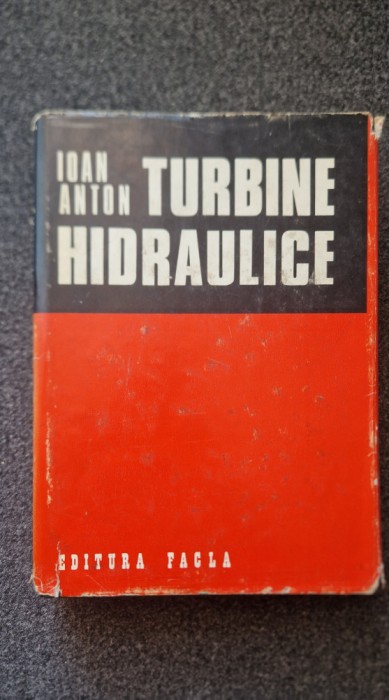 IOAN
ANTON
TURBINE
HIDRAULICE
EDITURA FACLA